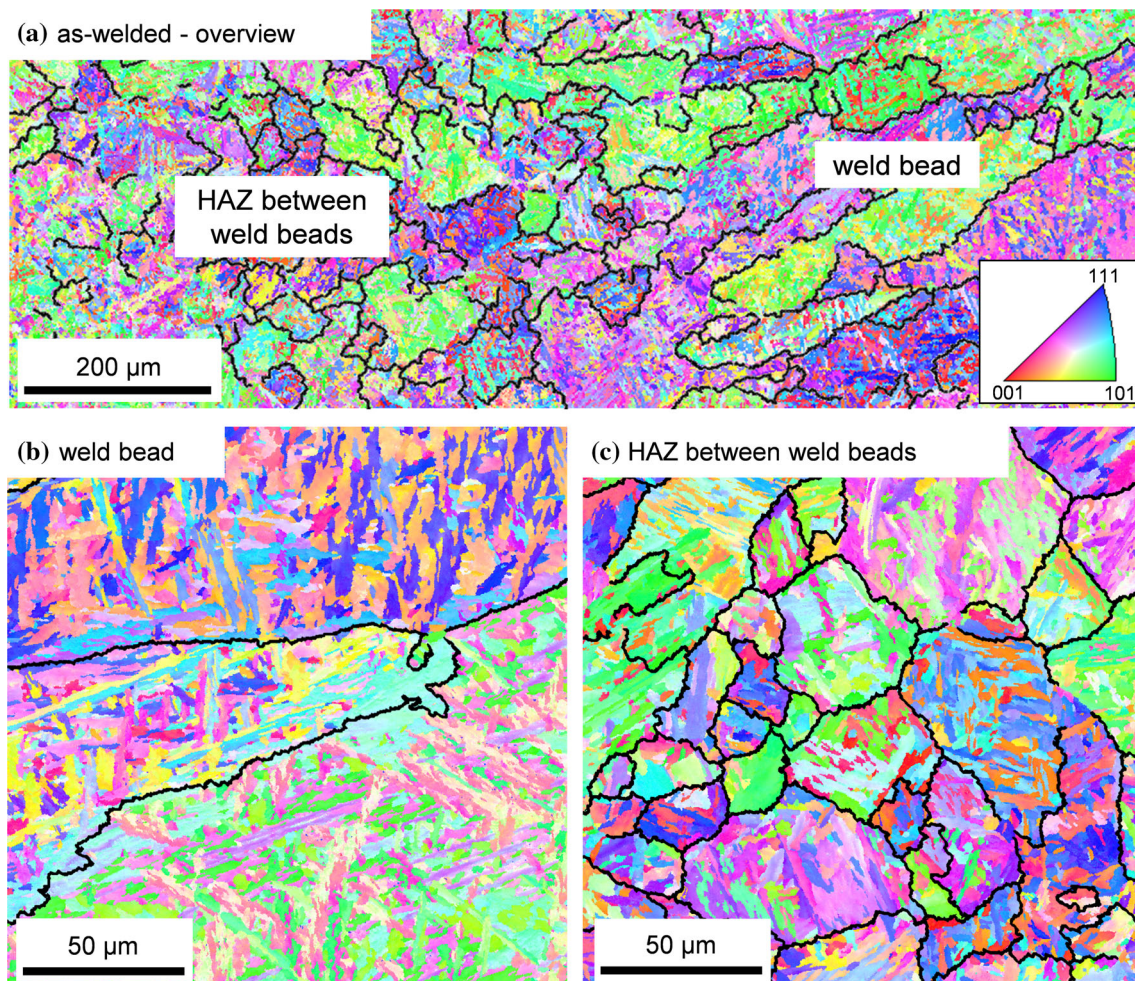 (a) as-welded - overview
HAZ between
weld beads
weld bead
200 µm
111
001
101
(b) weld bead
50 µm
(c) HAZ between weld beads
50 µm